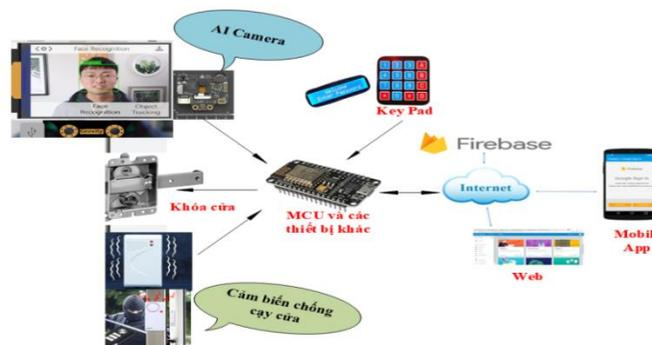 AI Camera
Face Recognition
Face
Recognition
Object
Tracking
Key Pad
Firebase
Internet
Khóa cửa
MCU và các
thiết bị khác
Web
Mobil
App
Cảm biến chống
cạy cửa